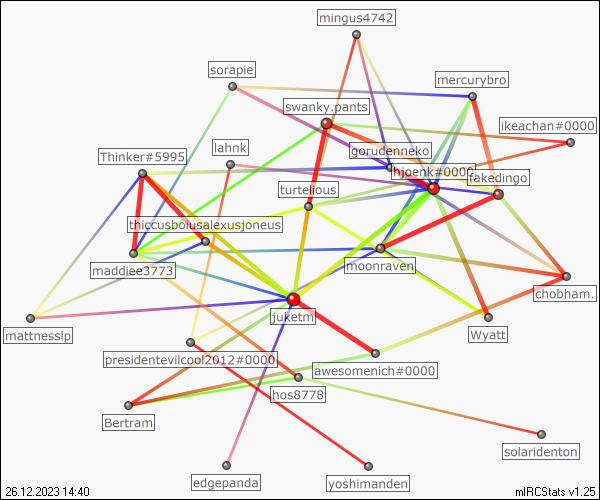 mingus4742
sorapie
mercurybro
swanky.pants
ikeachan#0000
lahnk
gorudenneko
Thinker#5995
hjoenk#0000
fakedingo
turtelious
thiccusboiusalexusjoneus
maddjee3773
moonraven
chobham.
juketm
mattnesslp
Wyatt
presidentevilcool2012#0000
awesomenich#0000
hos8778
Bertram
solaridenton
edgepanda
yoshimanden
26.12.2023 14:40
mIRCStats v1.25